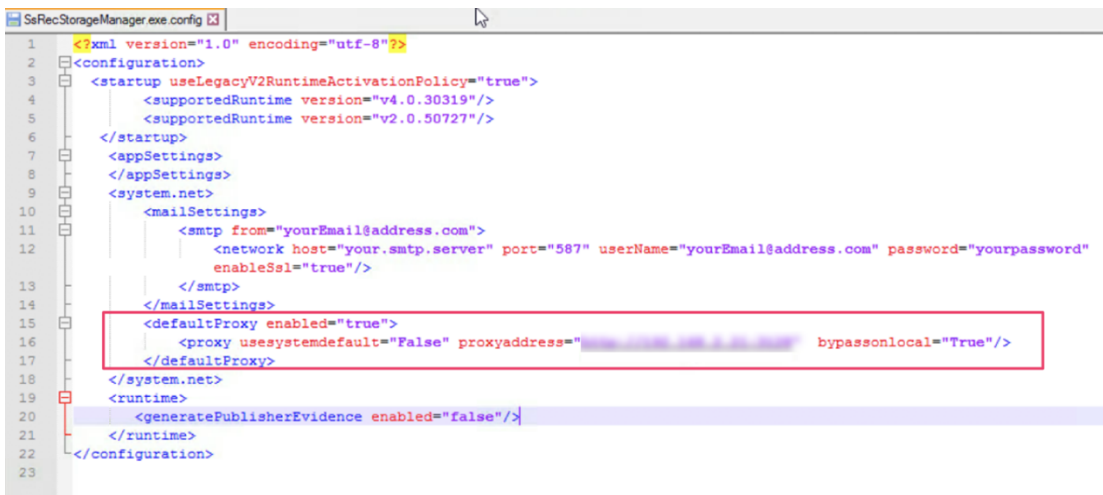 SsRecStorageManager.exe.config
1 <?xml version="1.0" encoding="utf-8"?>
2 <configuration>
3 <startup useLegacyV2RuntimeActivationPolicy="true">
4 <supportedRuntime version="v4.0.30319"/>
5 <supportedRuntime version="v2.0.50727"/>
6 </startup>
7 <appSettings>
8 </appSettings>
9 <system.net>
10 <mailSettings>
11 <smtp from="yourEmail@address.com">
12 <network host="your.smtp.server" port="587" userName="yourEmail@address.com" password="yourpassword"
enableSsl="true"/>
13 </smtp>
14 </mailSettings>
15 <defaultProxy enabled="true">
16 <proxy usesystemdefault="False" proxyaddress=" bypassonlocal="True"/>
17 </defaultProxy>
18 </system.net>
19 <runtime>
20 <generatePublisherEvidence enabled="false"/>
21 </runtime>
22 </configuration>
23